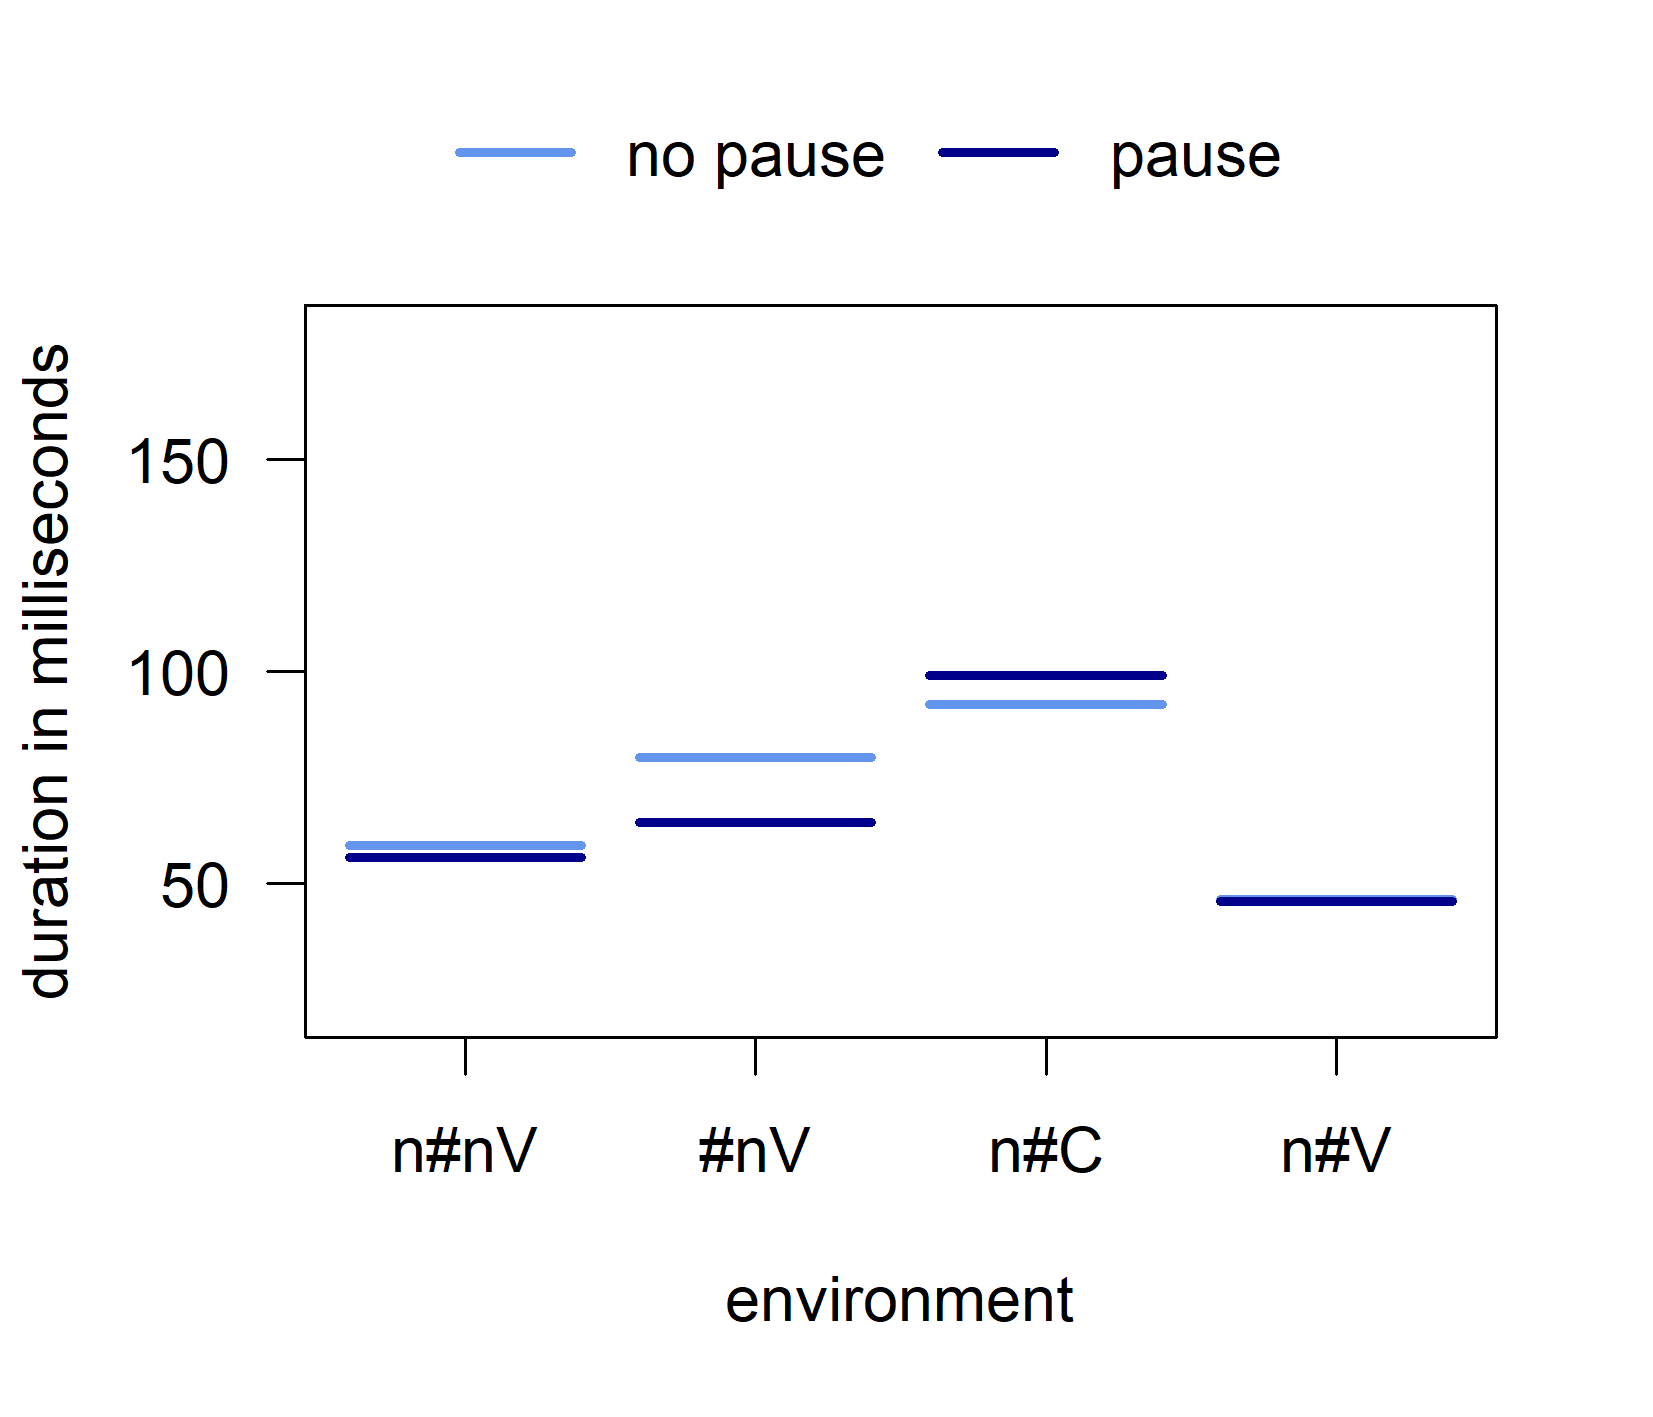 no pause pause
duration in milliseconds
150
100
50
n#nV #nV n#C n#V
environment